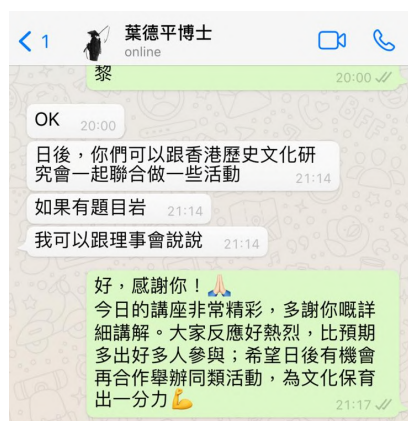 1
葉德平博士
online
黎
20:00
OK
20:00
日後，你們可以跟香港歷史文化研
究會一起聯合做一些活動
21:14
如果有題目岩
21:14
我可以跟理事會說說
21:14
好，感謝你！🙏🏻
今日的講座非常精彩，多謝你嘅詳
細講解。大家反應好熱烈，比預期
多出好多人參與；希望日後有機會
再合作舉辦同類活動，為文化保育
出一分力💪
21:17